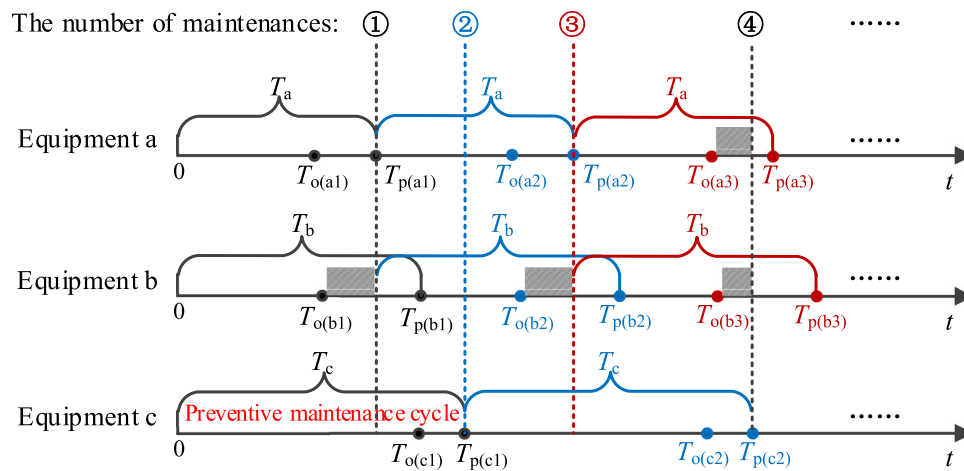 The number of maintenances: ① ② ③ ④ ······
Tₐ Tₐ Tₐ
Equipment a ······
0 To(a1) Tp(a1) To(a2) Tp(a2) To(a3) Tp(a3) t
Tb Tb Tb
Equipment b ······
0 To(b1) Tp(b1) To(b2) Tp(b2) To(b3) Tp(b3) t
Tc Tc
Equipment c Preventive maintenance cycle ······
0 To(c1) Tp(c1) To(c2) Tp(c2) t